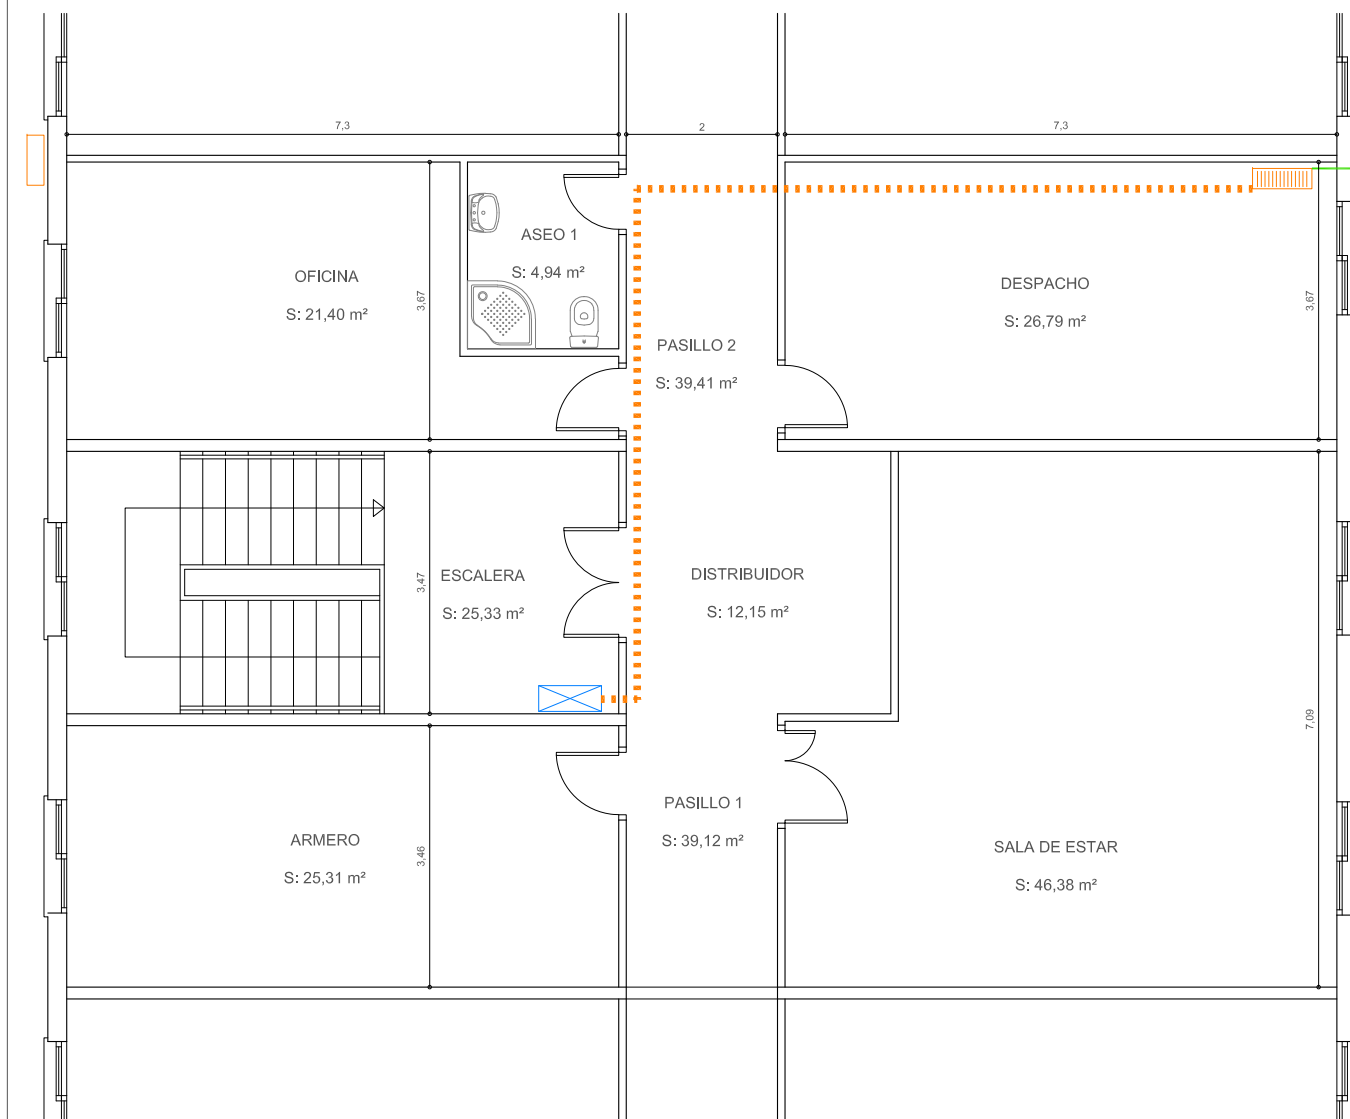 7,3
2
7,3
ASEO 1
S: 4,94 m²
OFICINA
S: 21,40 m²
3,67
DESPACHO
S: 26,79 m²
3,67
PASILLO 2
S: 39,41 m²
ESCALERA
S: 25,33 m²
3,47
DISTRIBUIDOR
S: 12,15 m²
7,09
PASILLO 1
S: 39,12 m²
ARMERO
S: 25,31 m²
3,46
SALA DE ESTAR
S: 46,38 m²